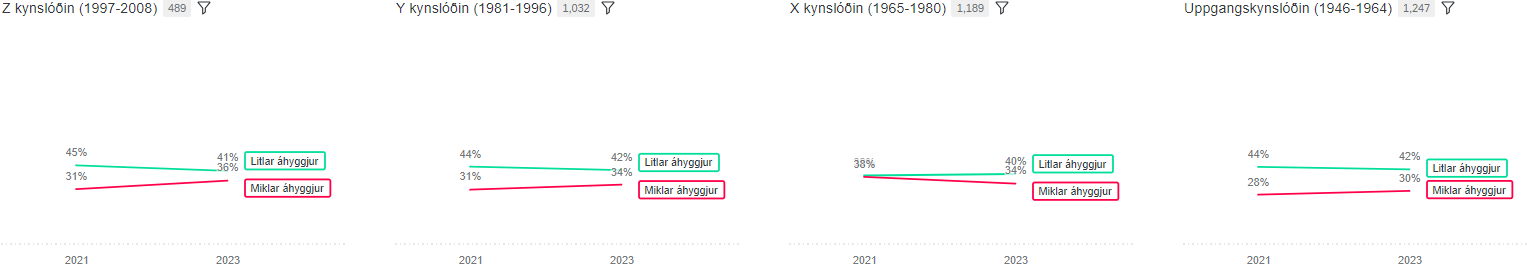 Z kynslóðin (1997-2008) 489
45%
31%
41%
36%
Litlar áhyggjur
Miklar áhyggjur
2021 2023
Y kynslóðin (1981-1996) 1,032
44%
31%
42%
34%
Litlar áhyggjur
Miklar áhyggjur
2021 2023
X kynslóðin (1965-1980) 1,189
38%
40%
34%
Litlar áhyggjur
Miklar áhyggjur
2021 2023
Uppgangskynslóðin (1946-1964) 1,247
44%
28%
42%
30%
Litlar áhyggjur
Miklar áhyggjur
2021 2023